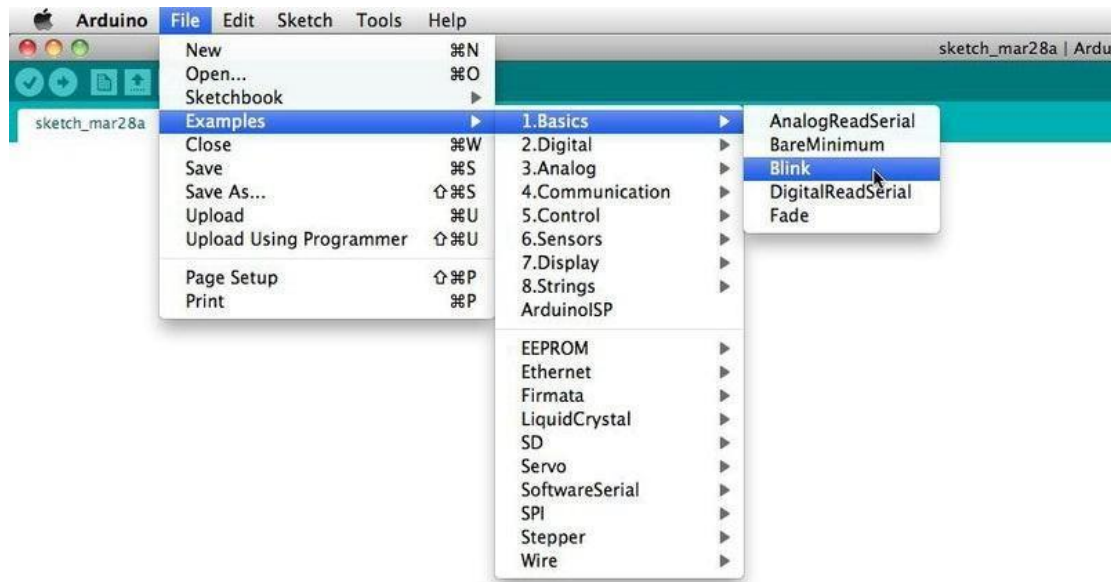 Arduino File Edit Sketch Tools Help
sketch_mar28a | Ardu
sketch_mar28a
New ⌘N
Open... ⌘O
Sketchbook
Examples
Close ⌘W
Save ⌘S
Save As... ⇧⌘S
Upload ⌘U
Upload Using Programmer ⇧⌘U
Page Setup ⇧⌘P
Print ⌘P
1.Basics
2.Digital
3.Analog
4.Communication
5.Control
6.Sensors
7.Display
8.Strings
ArduinoISP
EEPROM
Ethernet
Firmata
LiquidCrystal
SD
Servo
SoftwareSerial
SPI
Stepper
Wire
AnalogReadSerial
BareMinimum
Blink
DigitalReadSerial
Fade